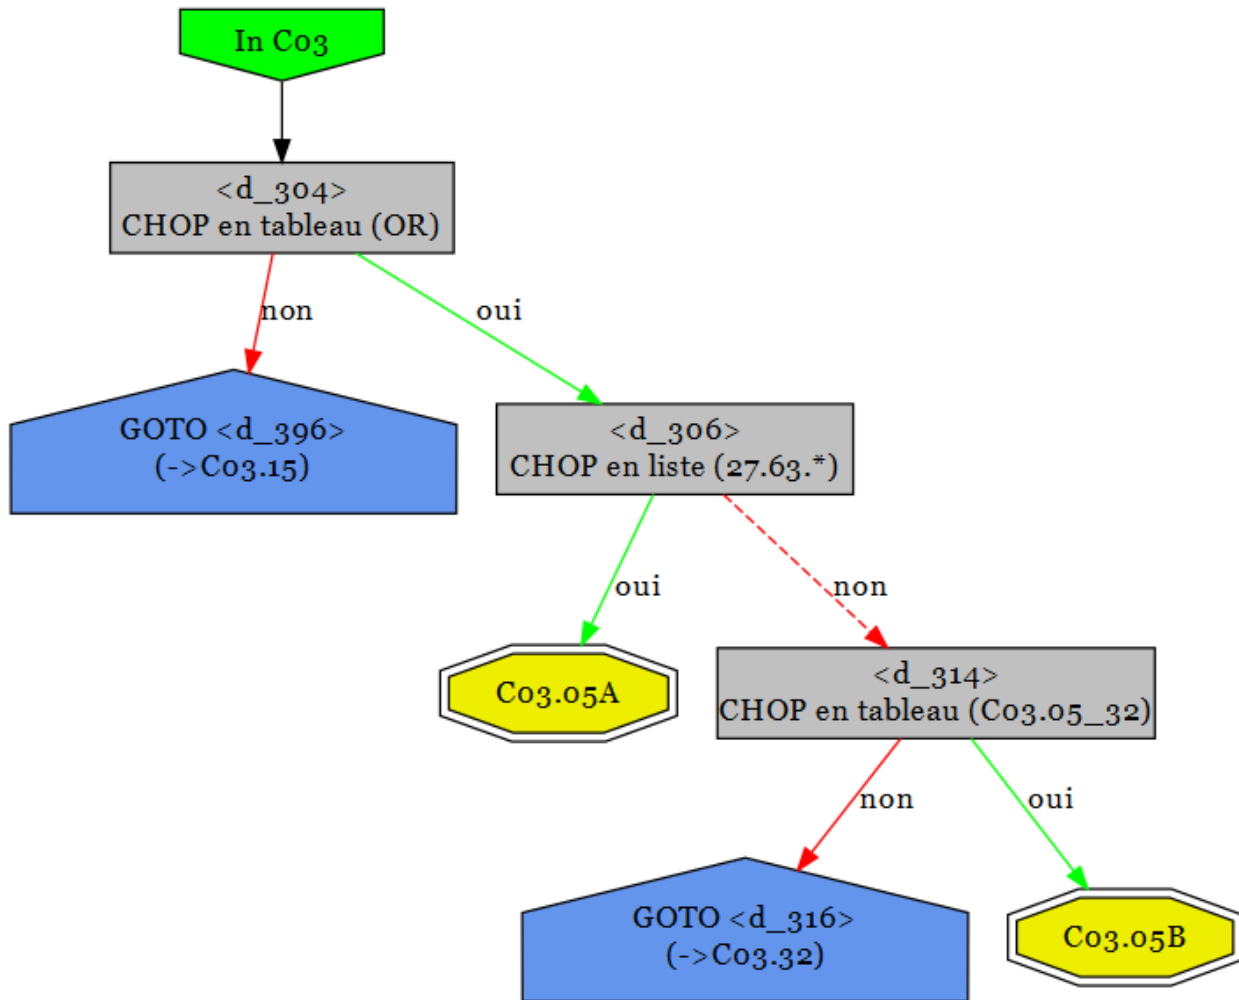 In C03
<d_304>
CHOP en tableau (OR)
non
oui
GOTO <d_396>
(->C03.15)
<d_306>
CHOP en liste (27.63.*)
oui
non
C03.05A
<d_314>
CHOP en tableau (C03.05_32)
non
oui
GOTO <d_316>
(->C03.32)
C03.05B